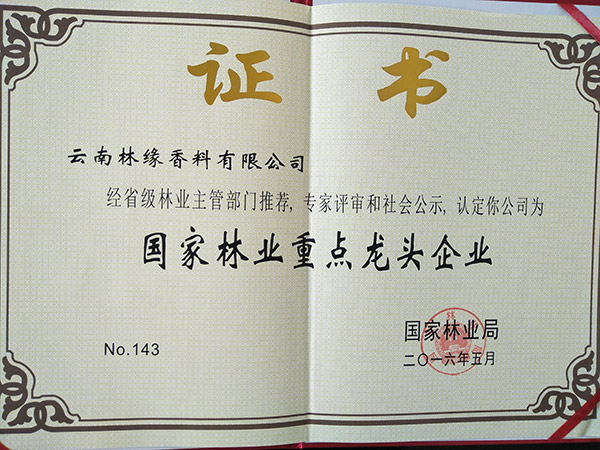 证书
云南林缘香料有限公司
经省级林业主管部门推荐，专家评审和社会公示，认定你公司为
国家林业重点龙头企业
No.143
国家林业局
二〇一六年五月